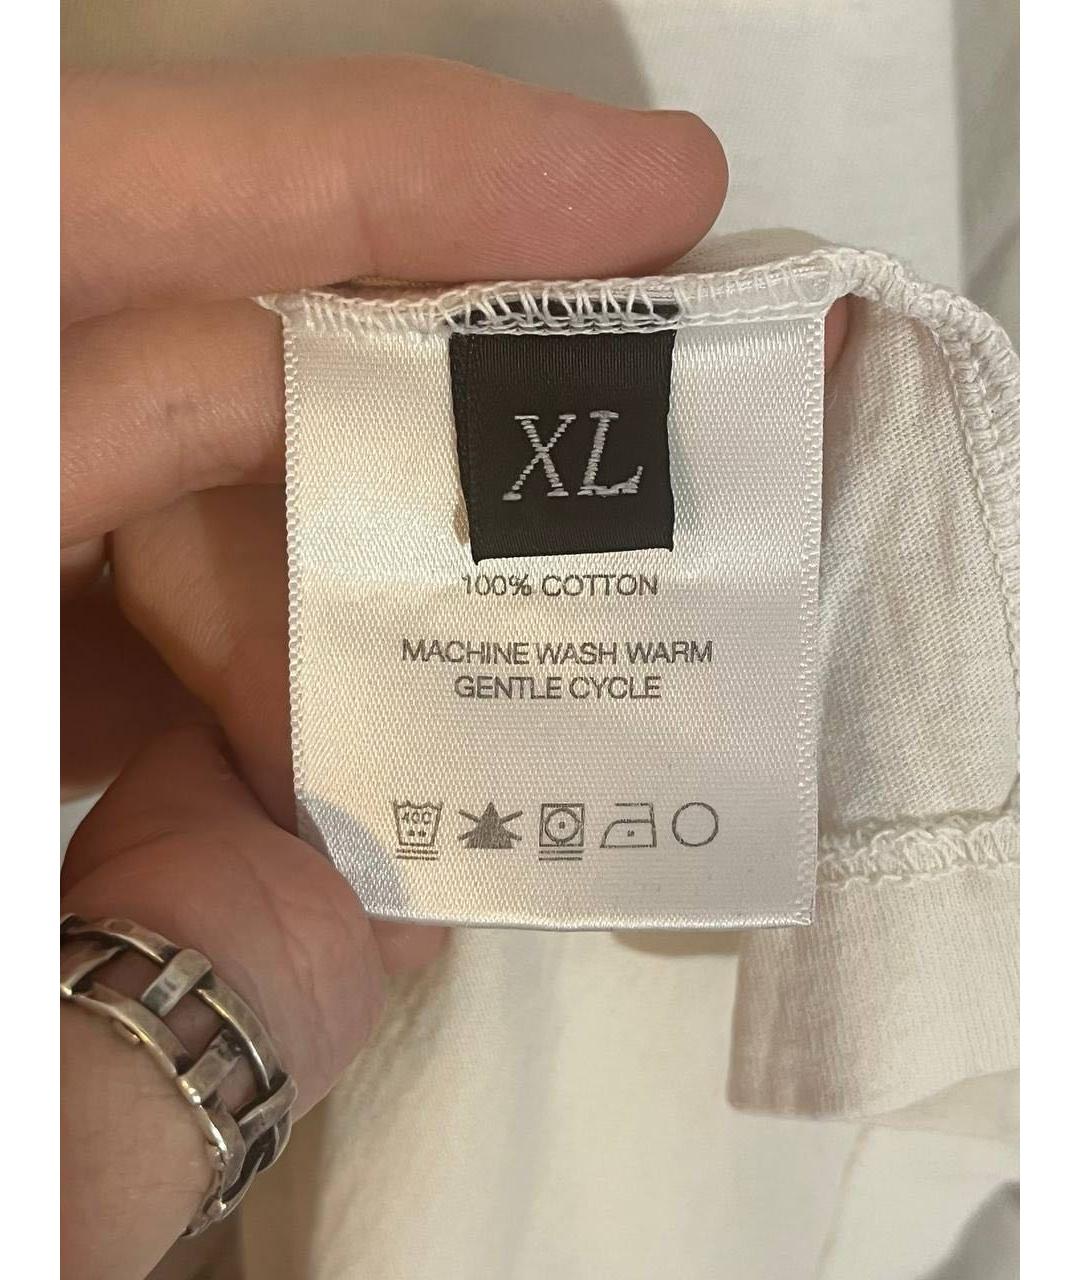 XL
100% COTTON
MACHINE WASH WARM
GENTLE CYCLE